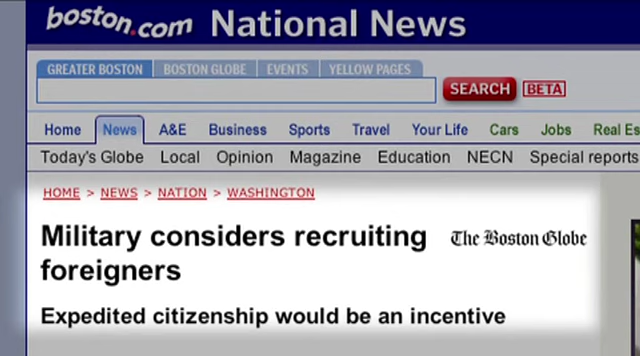 boston.com National News
GREATER BOSTON BOSTON GLOBE EVENTS YELLOW PAGES
SEARCH BETA
Home News A&E Business Sports Travel Your Life Cars Jobs Real Es
Today's Globe Local Opinion Magazine Education NECN Special reports
HOME > NEWS > NATION > WASHINGTON
Military considers recruiting
foreigners
The Boston Globe
Expedited citizenship would be an incentive